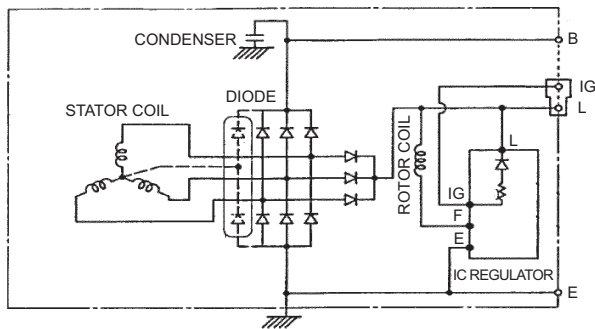 CONDENSER
B
IG
DIODE
L
STATOR COIL
ROTOR COIL
L
IG
F
E
IC REGULATOR
E